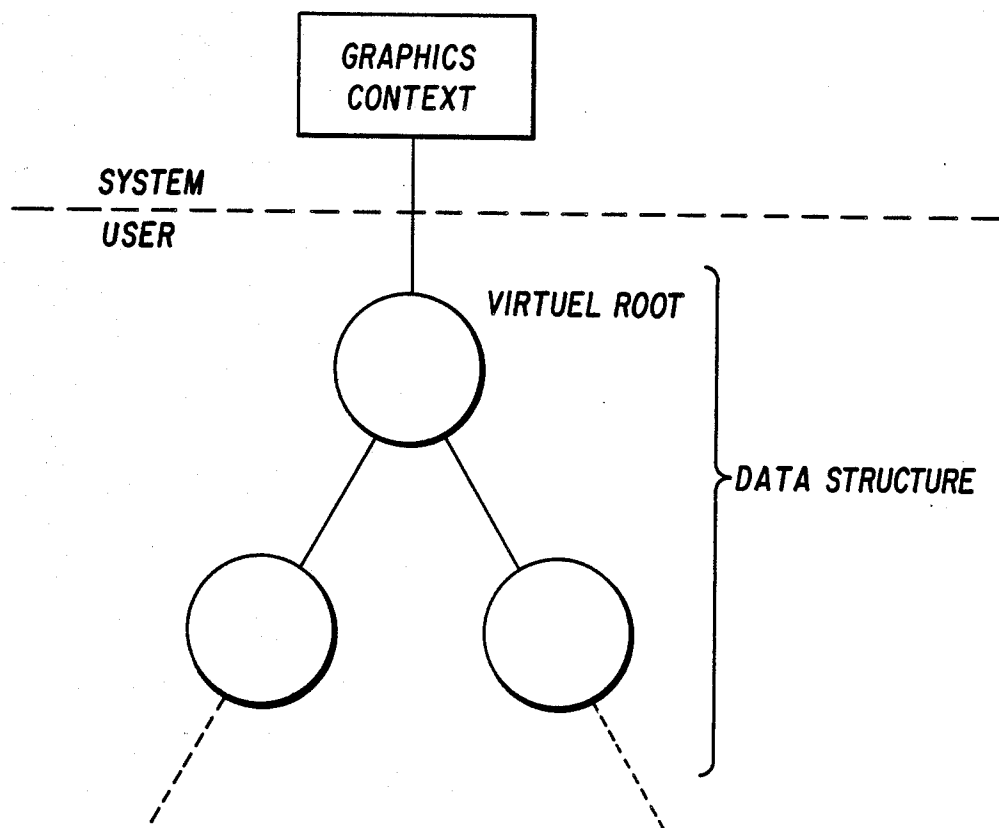 GRAPHICS
CONTEXT
SYSTEM
USER
VIRTUEL ROOT
DATA STRUCTURE